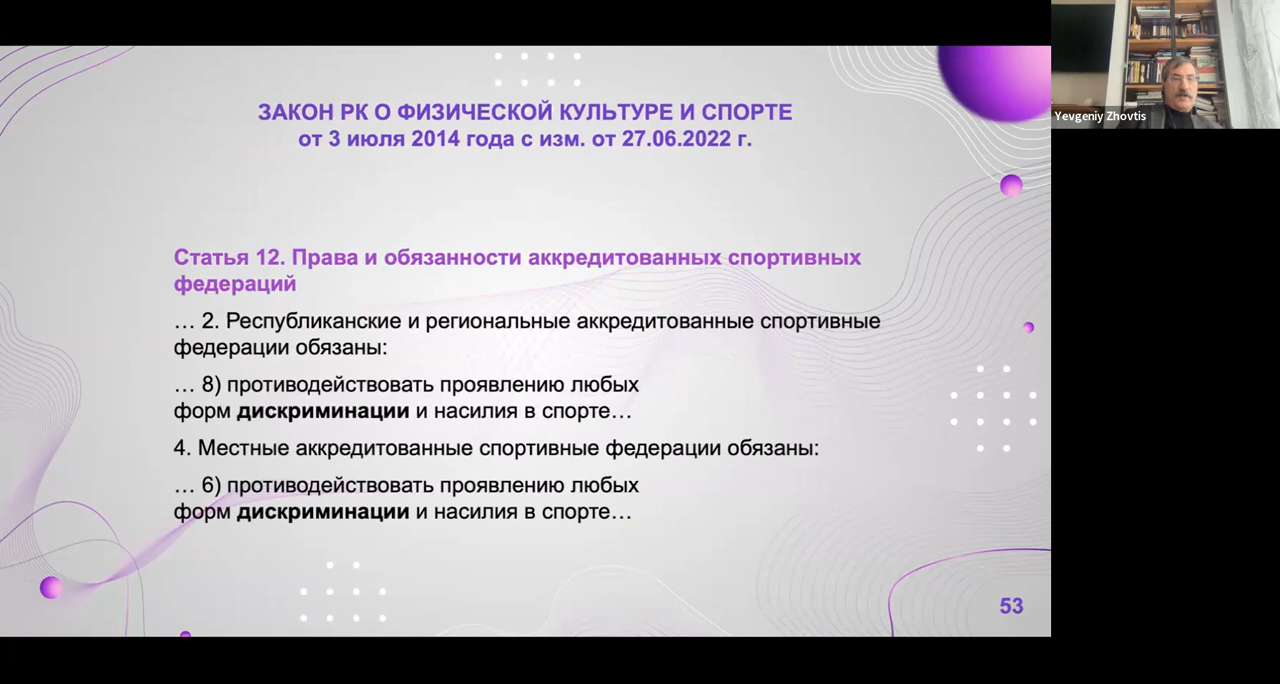 ЗАКОН РК О ФИЗИЧЕСКОЙ КУЛЬТУРЕ И СПОРТЕ
от 3 июля 2014 года с изм. от 27.06.2022 г.
Статья 12. Права и обязанности аккредитованных спортивных
федераций
… 2. Республиканские и региональные аккредитованные спортивные
федерации обязаны:
… 8) противодействовать проявлению любых
форм дискриминации и насилия в спорте…
4. Местные аккредитованные спортивные федерации обязаны:
… 6) противодействовать проявлению любых
форм дискриминации и насилия в спорте…
53
Yevgeniy Zhovtis